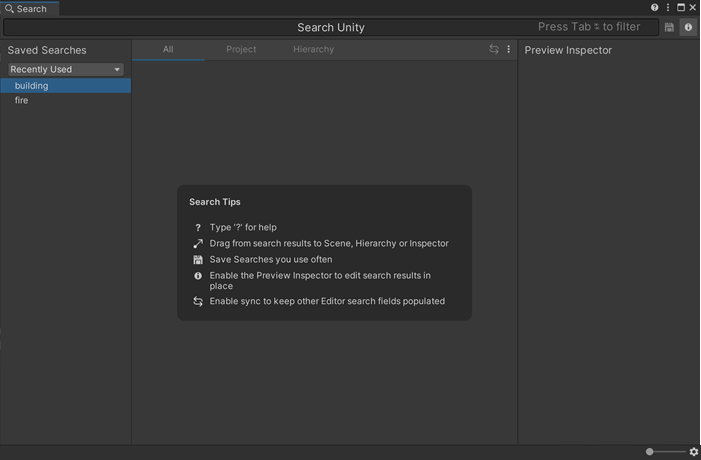 Search
Search Unity
Press Tab to filter
Saved Searches
Recently Used
building
fire
All
Project
Hierarchy
Search Tips
? Type '?' for help
Drag from search results to Scene, Hierarchy or Inspector
Save Searches you use often
Enable the Preview Inspector to edit search results in
place
Enable sync to keep other Editor search fields populated
Preview Inspector